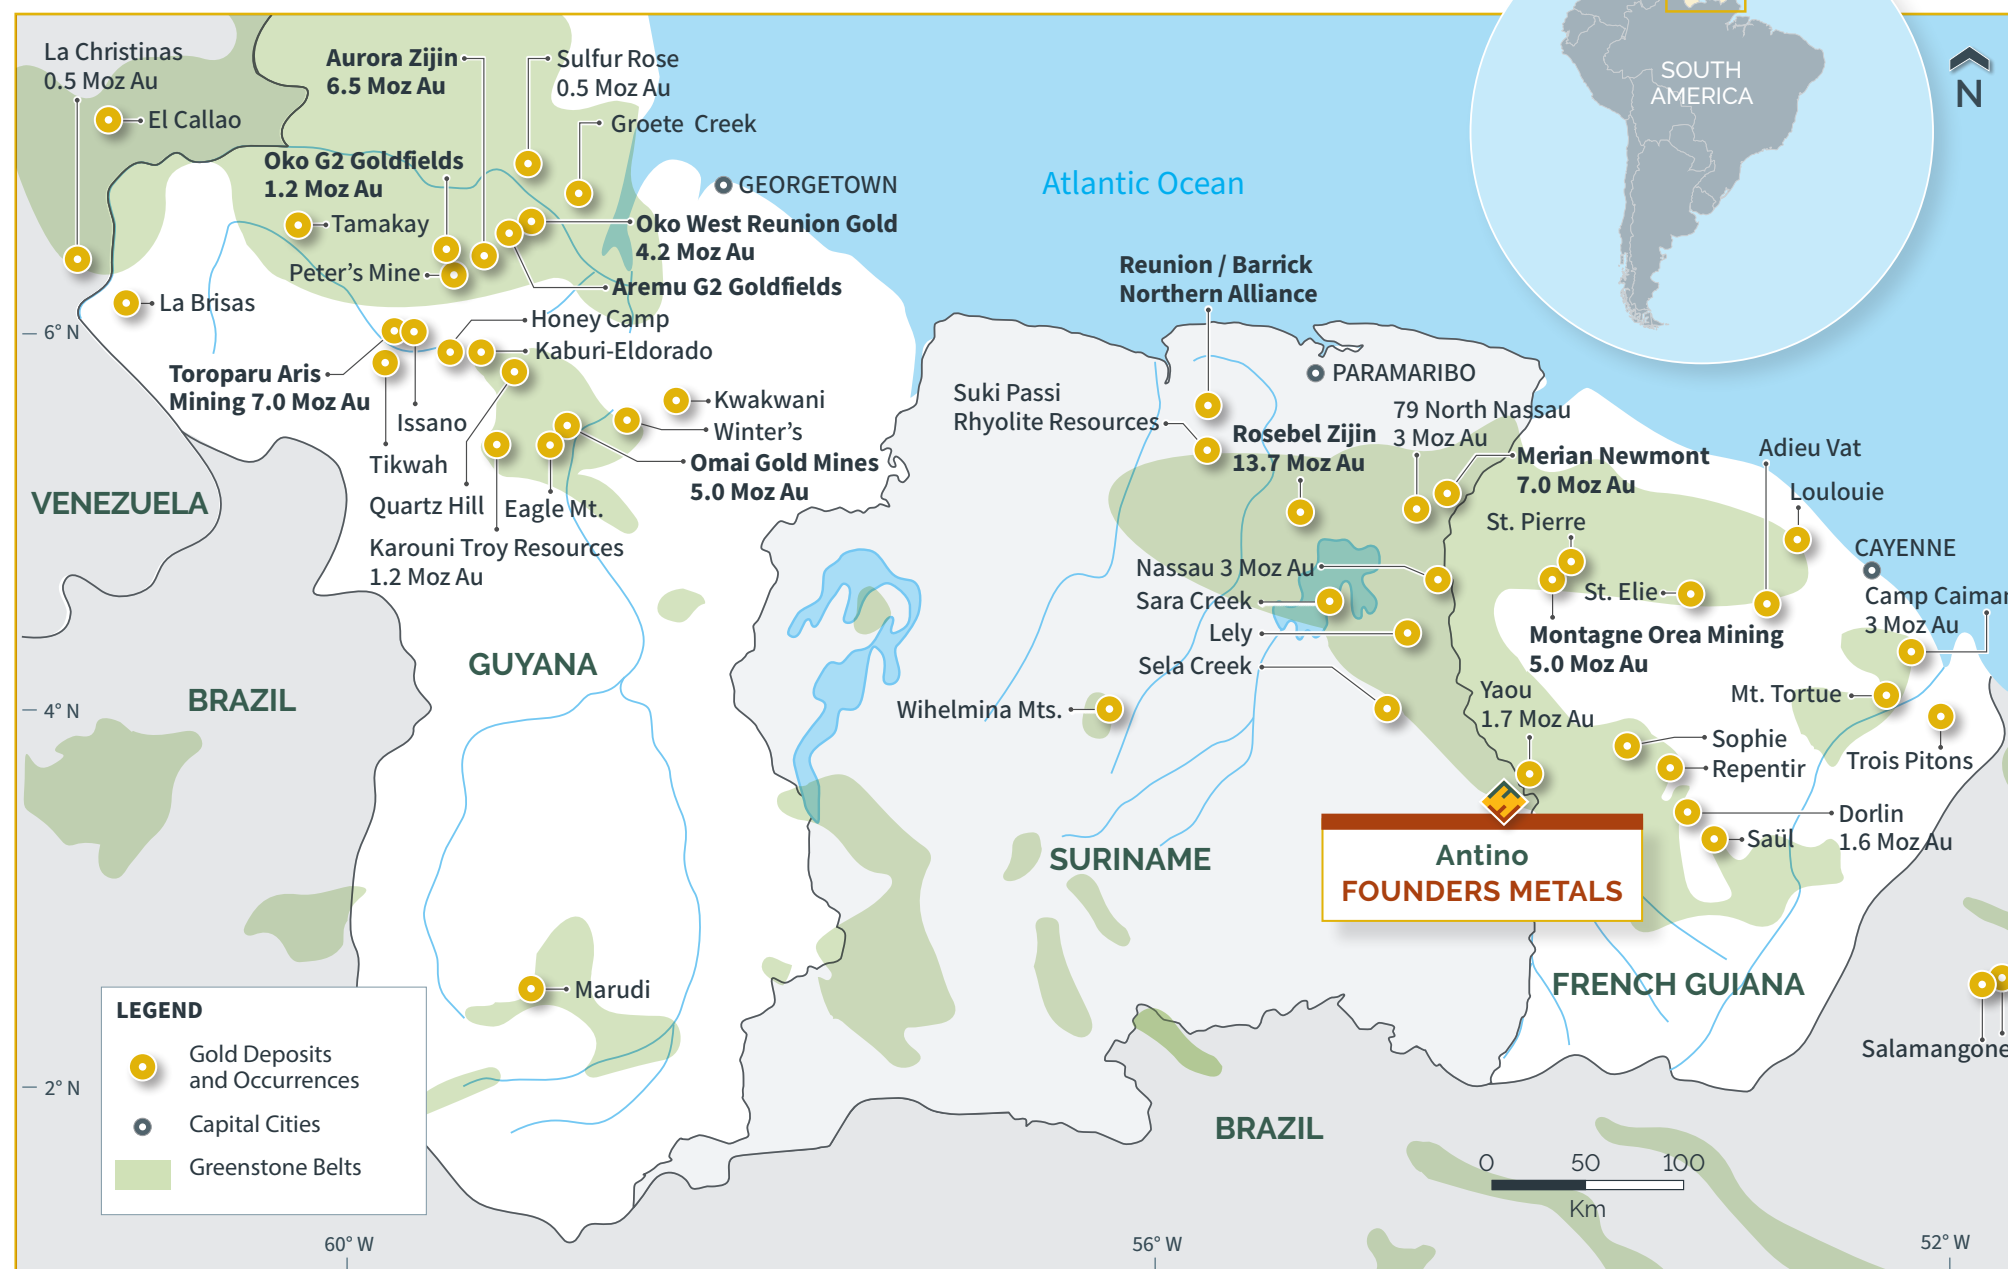 SOUTH
AMERICA
N
La Christinas
0.5 Moz Au
El Callao
Aurora Zijin
6.5 Moz Au
Sulfur Rose
0.5 Moz Au
Groete Creek
Oko G2 Goldfields
1.2 Moz Au
Tamakay
Peter's Mine
GEORGETOWN
Oko West Reunion Gold
4.2 Moz Au
Aremu G2 Goldfields
Atlantic Ocean
La Brisas
6° N
Honey Camp
Kaburi-Eldorado
Toroparu Aris
Mining 7.0 Moz Au
Issano
Tikwah
Quartz Hill
Eagle Mt.
Karouni Troy Resources
1.2 Moz Au
Kwakwani
Winter's
Omai Gold Mines
5.0 Moz Au
Reunion / Barrick
Northern Alliance
PARAMARIBO
Suki Passi
Rhyolite Resources
Rosebel Zijin
13.7 Moz Au
79 North Nassau
3 Moz Au
Merian Newmont
7.0 Moz Au
Adieu Vat
Loulouie
St. Pierre
CAYENNE
Nassau 3 Moz Au
Sara Creek
Lely
Sela Creek
St. Elie
Camp Caiman
3 Moz Au
Montagne Orea Mining
5.0 Moz Au
VENEZUELA
BRAZIL
GUYANA
4° N
Wihelmina Mts.
Yaou
1.7 Moz Au
Mt. Tortue
Sophie
Repentir
Trois Pitons
Dorlin
1.6 Moz Au
Saül
SURINAME
Antino
FOUNDERS METALS
FRENCH GUIANA
Marudi
Salamangone
2° N
LEGEND
Gold Deposits
and Occurrences
Capital Cities
Greenstone Belts
BRAZIL
0 50 100
Km
60° W
56° W
52° W